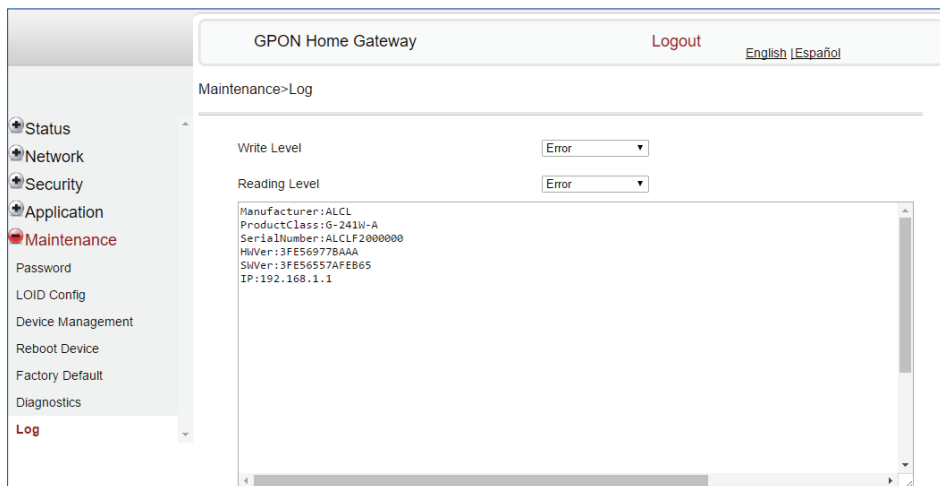 GPON Home Gateway
Logout
English |Español
Maintenance>Log
Status
Network
Security
Application
Maintenance
Password
LOID Config
Device Management
Reboot Device
Factory Default
Diagnostics
Log
Write Level
Error
Reading Level
Error
Manufacturer:ALCL
ProductClass:G-241W-A
SerialNumber:ALCLF2000000
HWVer:3FE56977BAAA
SWVer:3FE56557AFEB65
IP:192.168.1.1